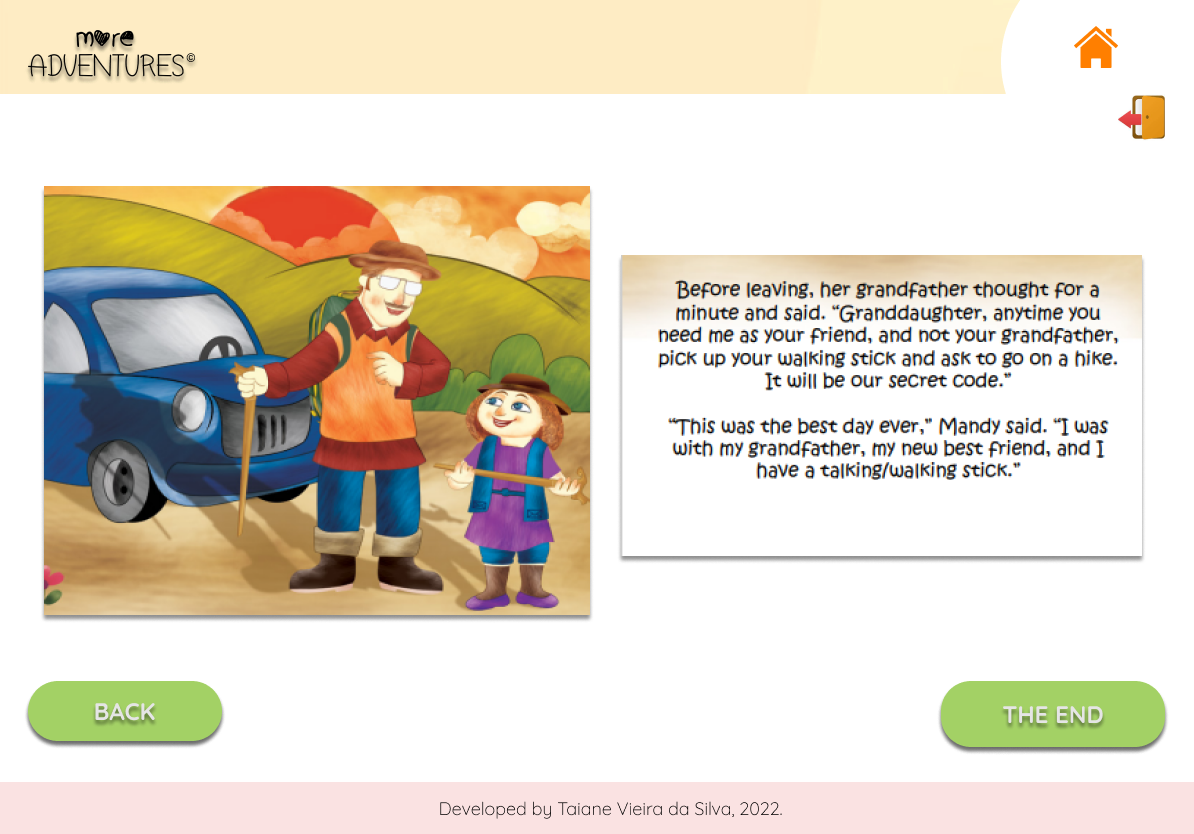 more
ADVENTURES©
Before leaving, her grandfather thought for a
minute and said. “Granddaughter, anytime you
need me as your friend, and not your grandfather,
pick up your walking stick and ask to go on a hike.
It will be our secret code.”
“This was the best day ever,” Mandy said. “I was
with my grandfather, my new best friend, and I
have a talking/walking stick.”
BACK
THE END
Developed by Taiane Vieira da Silva, 2022.